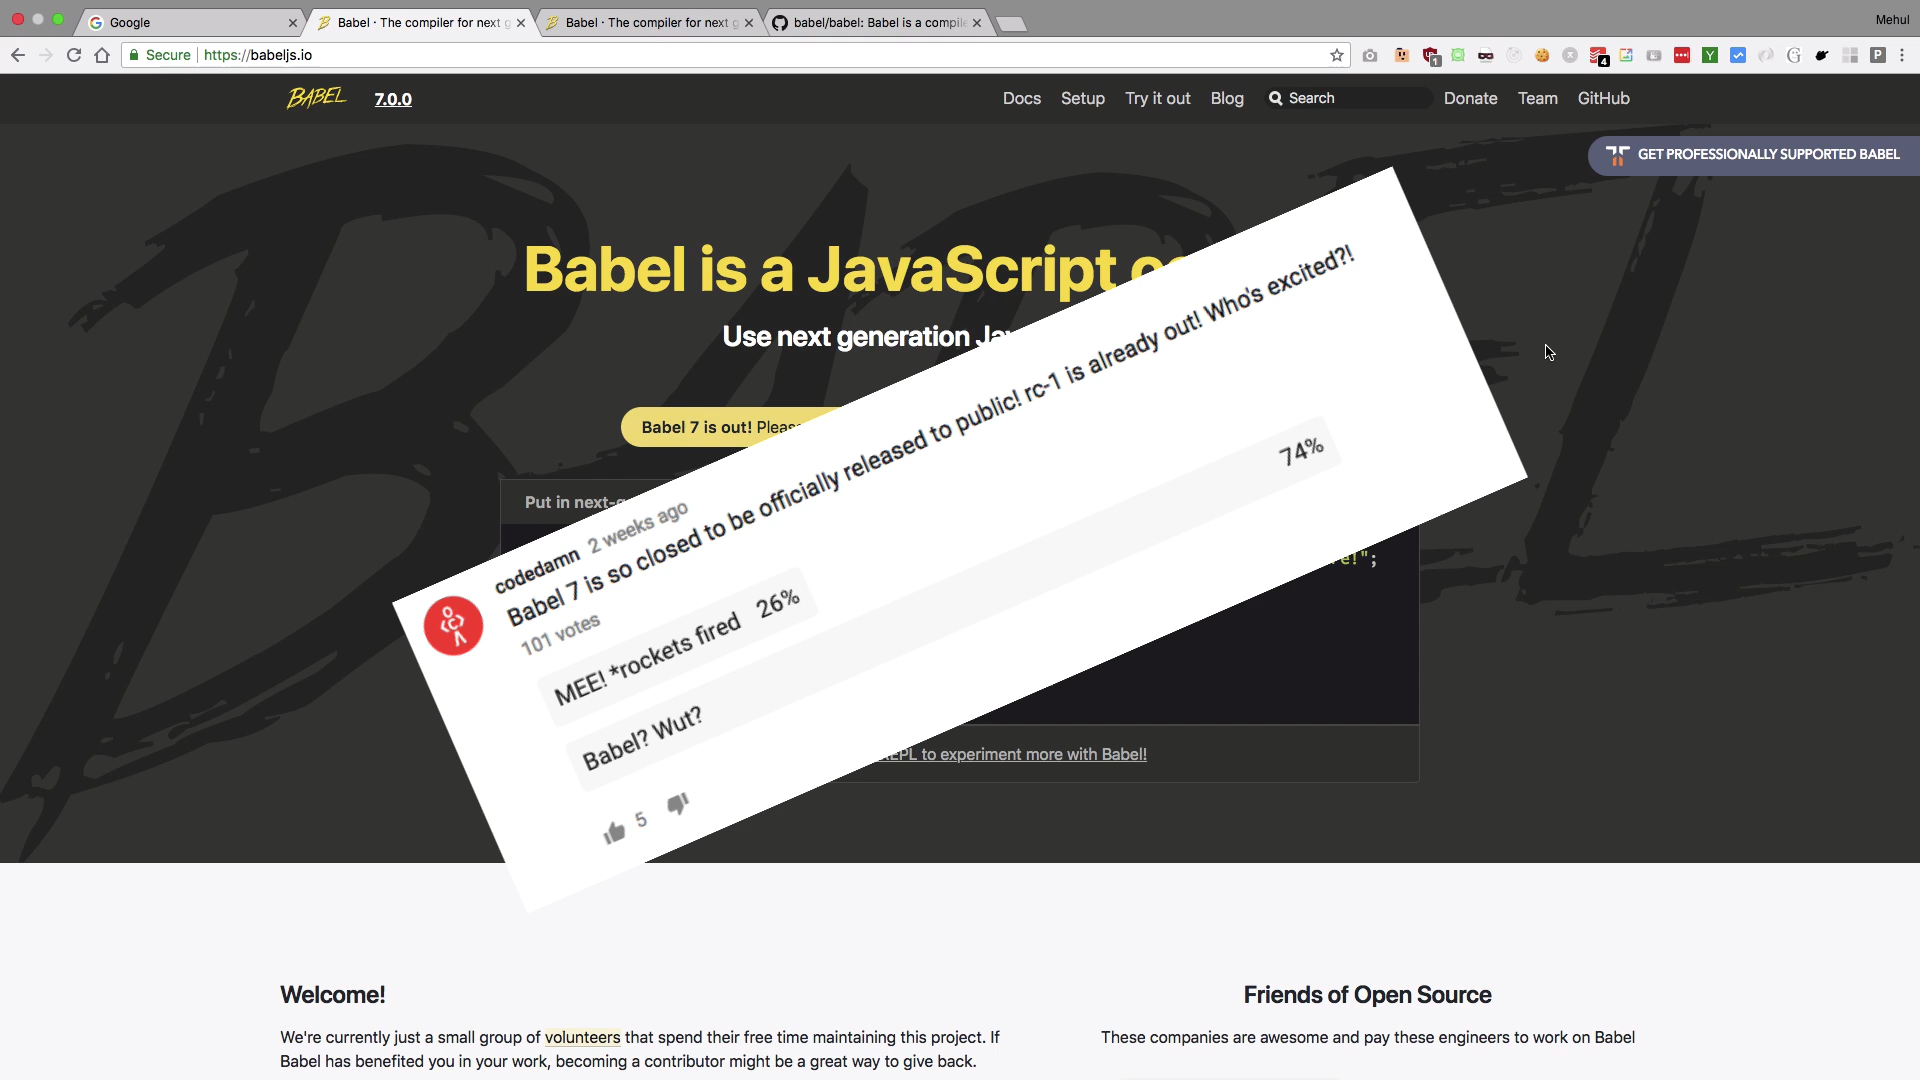 Google
Babel · The compiler for next g
Babel · The compiler for next g
babel/babel: Babel is a compile
Mehul
Secure https://babeljs.io
1
4
Y
G
P
BABEL 7.0.0
Docs Setup Try it out Blog Search Donate Team GitHub
GET PROFESSIONALLY SUPPORTED BABEL
BABEL
Babel is a JavaScript co
Use next generation Jav
Babel 7 is out! Pleas
Put in next-g
e!";
codedamn 2 weeks ago
Babel 7 is so closed to be officially released to public! rc-1 is already out! Who's excited?!
101 votes
MEE! *rockets fired 26%
Babel? Wut? 74%
5
REPL to experiment more with Babel!
Welcome!
We're currently just a small group of volunteers that spend their free time maintaining this project. If
Babel has benefited you in your work, becoming a contributor might be a great way to give back.
Friends of Open Source
These companies are awesome and pay these engineers to work on Babel